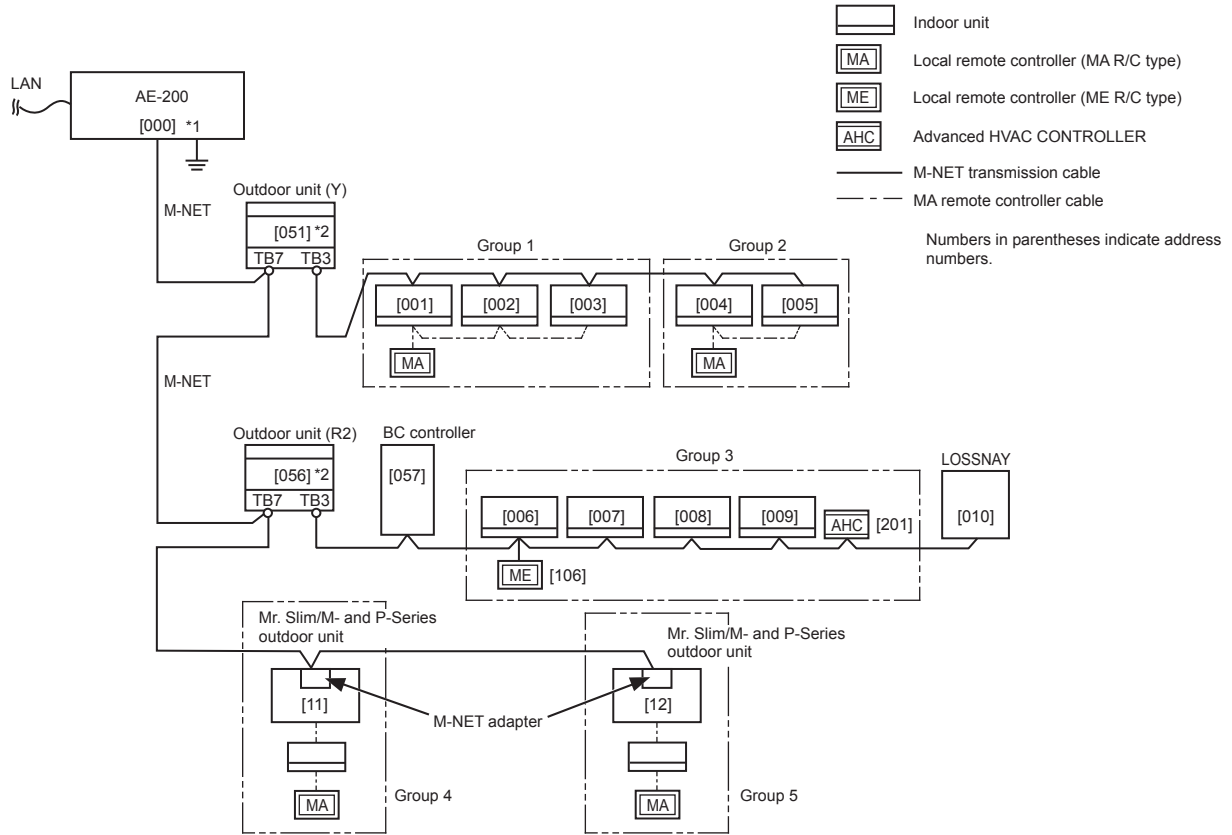 LAN
AE-200
[000] *1
M-NET
Outdoor unit (Y)
[051] *2
TB7 TB3
Group 1
[001] [002] [003]
MA
Group 2
[004] [005]
MA
Indoor unit
MA Local remote controller (MA R/C type)
ME Local remote controller (ME R/C type)
AHC Advanced HVAC CONTROLLER
M-NET transmission cable
MA remote controller cable
Numbers in parentheses indicate address
numbers.
M-NET
Outdoor unit (R2)
[056] *2
TB7 TB3
BC controller
[057]
Group 3
[006] [007] [008] [009] AHC [201]
ME [106]
LOSSNAY
[010]
Mr. Slim/M- and P-Series
outdoor unit
[11]
MA
Group 4
M-NET adapter
Mr. Slim/M- and P-Series
outdoor unit
[12]
MA
Group 5